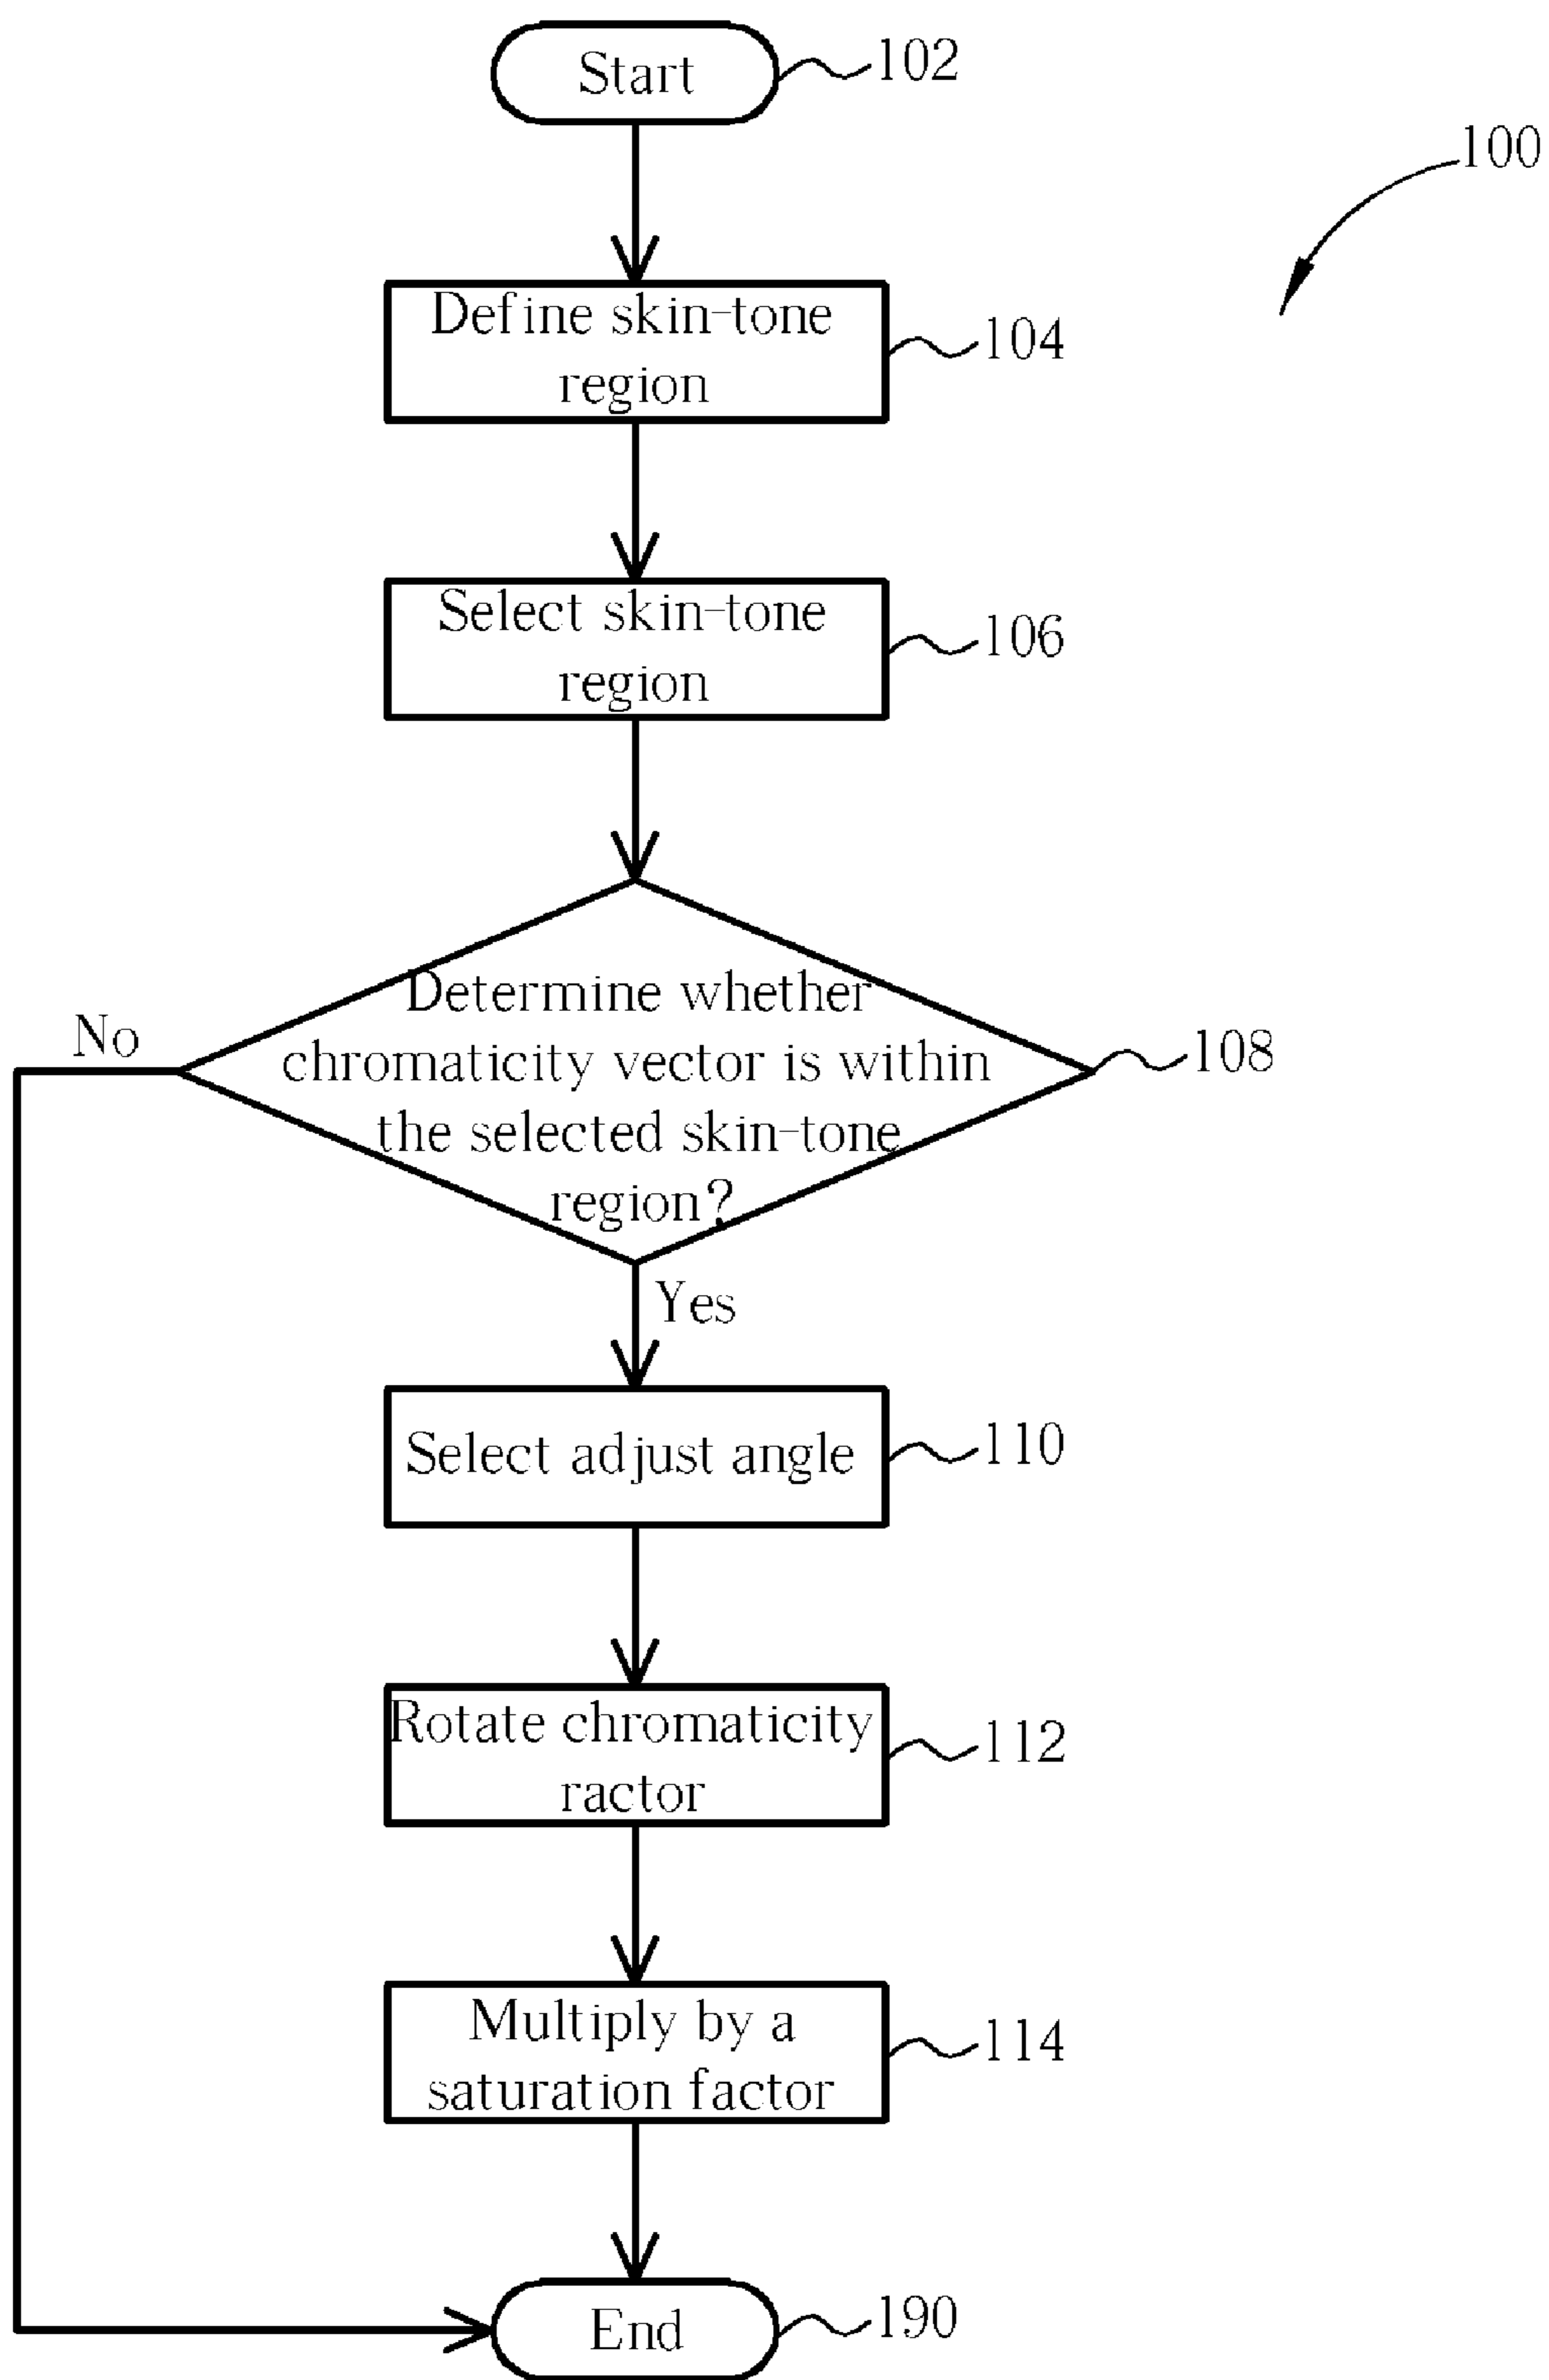 Start
102
100
Define skin-tone
region
104
Select skin-tone
region
106
Determine whether
chromaticity vector is within
the selected skin-tone
region?
108
No
Yes
Select adjust angle
110
Rotate chromaticity
ractor
112
Multiply by a
saturation factor
114
End
190